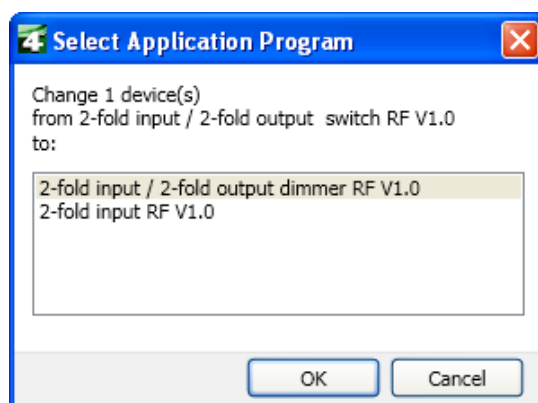 4 Select Application Program
Change 1 device(s)
from 2-fold input / 2-fold output  switch RF V1.0
to:
2-fold input / 2-fold output dimmer RF V1.0
2-fold input RF V1.0
OK Cancel